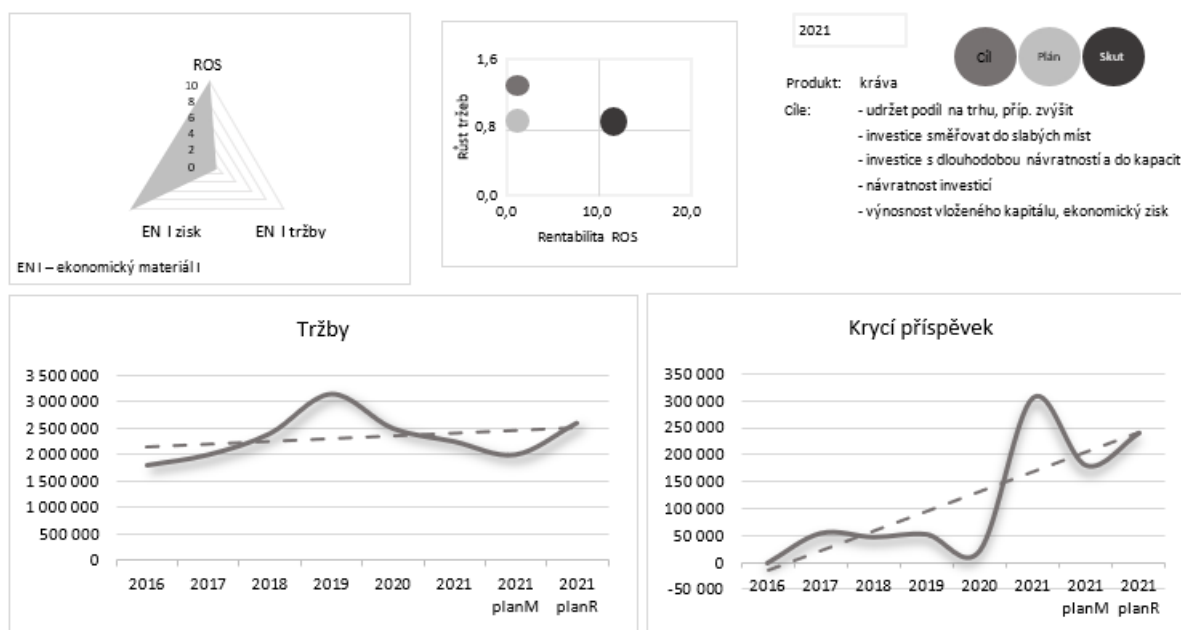 ROS
10
8
6
4
2
0
EN I zisk
EN I tržby
EN I – ekonomický materiál I
1,6
0,8
0,0
Růst tržeb
0,0 10,0 20,0
Rentabilita ROS
2021
Cíl Plán Skut
Produkt: kráva
Cíle: - udržet podíl na trhu, příp. zvýšit
- investice směřovat do slabých míst
- investice s dlouhodobou návratností a do kapacit
- návratnost investicí
- výnosnost vloženého kapitálu, ekonomický zisk
Tržby
3 500 000
3 000 000
2 500 000
2 000 000
1 500 000
1 000 000
500 000
0
2016 2017 2018 2019 2020 2021 2021 2021
planM planR
Krycí příspěvek
350 000
300 000
250 000
200 000
150 000
100 000
50 000
0
-50 000
2016 2017 2018 2019 2020 2021 2021 2021
planM planR